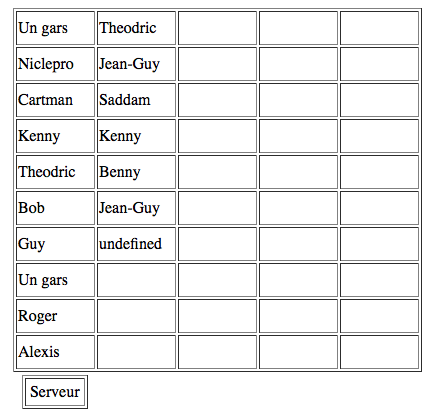 Un gars Theodric
Niclepro Jean-Guy
Cartman Saddam
Kenny Kenny
Theodric Benny
Bob Jean-Guy
Guy undefined
Un gars
Roger
Alexis
Serveur